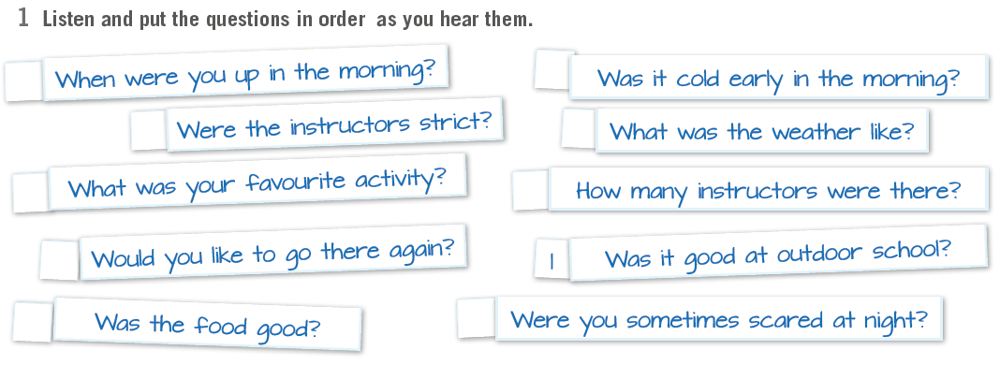 1 Listen and put the questions in order as you hear them.
When were you up in the morning?
Was it cold early in the morning?
Were the instructors strict?
What was the weather like?
What was your favourite activity?
How many instructors were there?
Would you like to go there again?
1 Was it good at outdoor school?
Was the food good?
Were you sometimes scared at night?